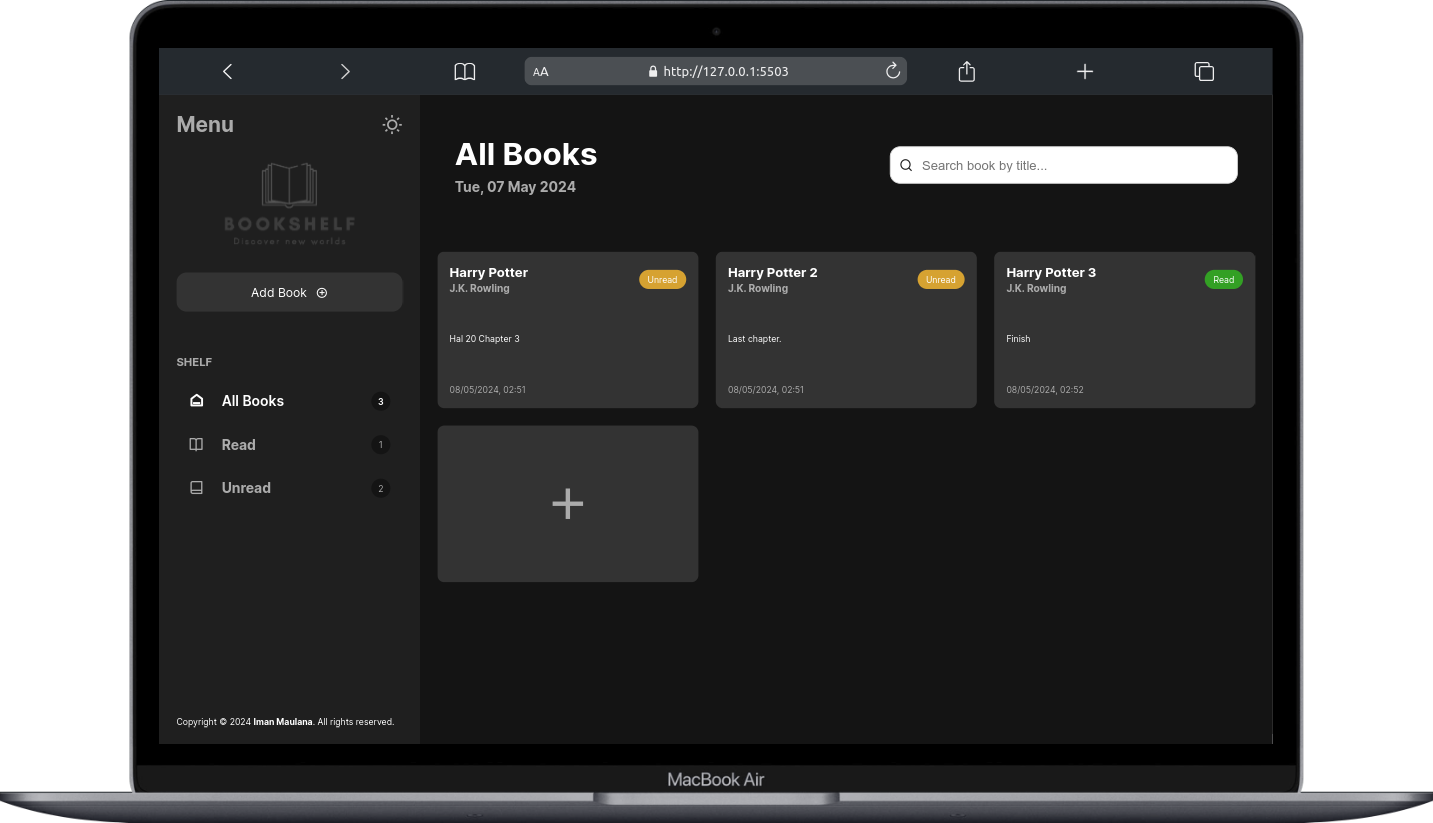 AA http://127.0.0.1:5503
Menu
BOOKSHELF
Discover new worlds
Add Book
SHELF
All Books 3
Read 1
Unread 2
Copyright © 2024 Iman Maulana. All rights reserved.
All Books
Tue, 07 May 2024
Search book by title...
Harry Potter
J.K. Rowling
Unread
Hal 20 Chapter 3
08/05/2024, 02:51
Harry Potter 2
J.K. Rowling
Unread
Last chapter.
08/05/2024, 02:51
Harry Potter 3
J.K. Rowling
Read
Finish
08/05/2024, 02:52
MacBook Air